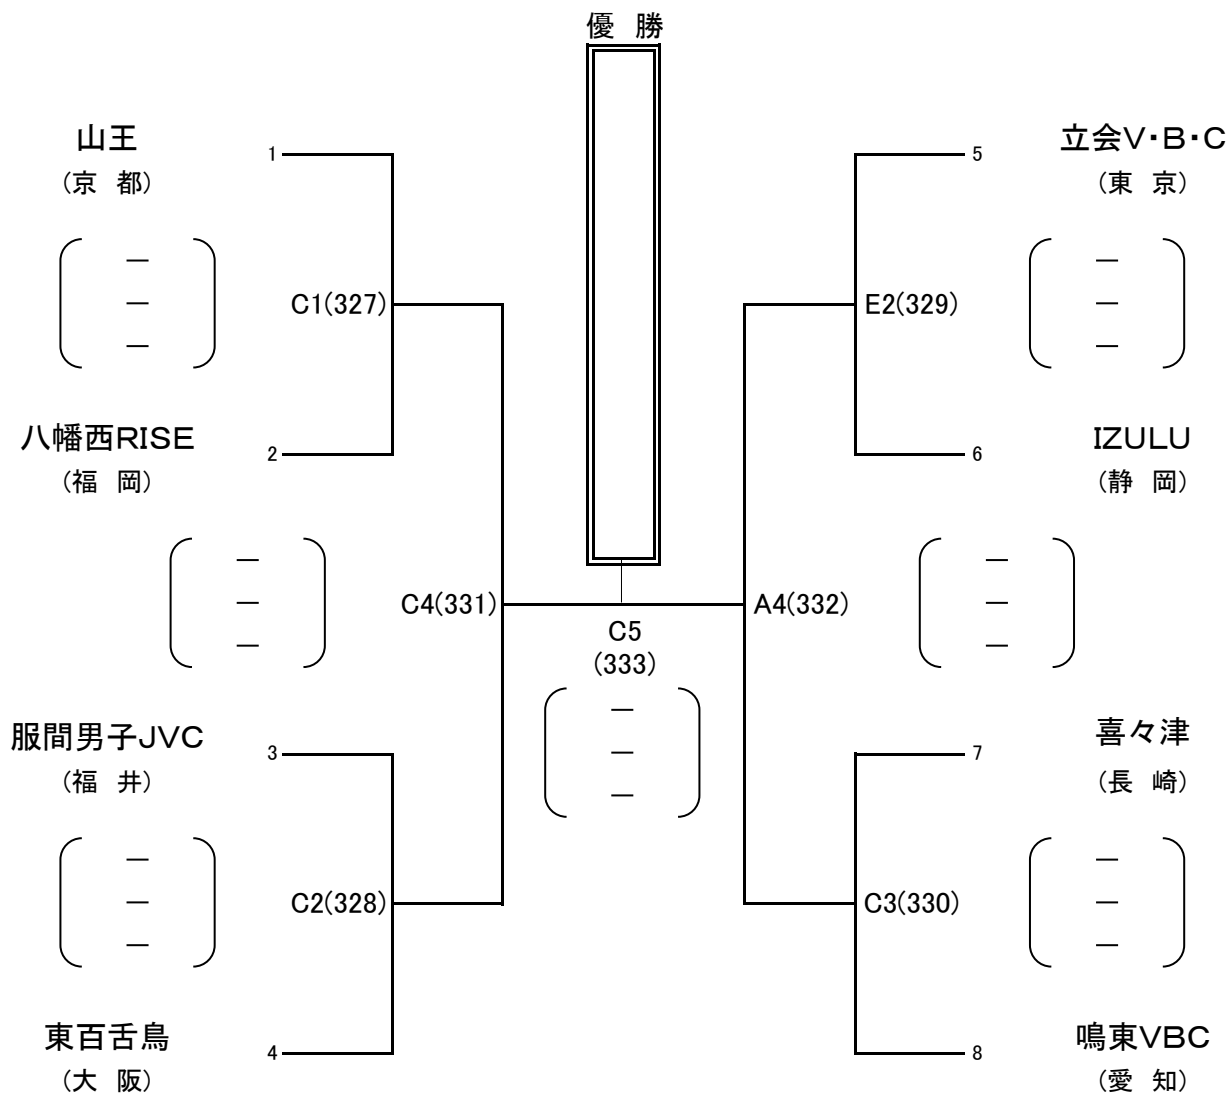 優 勝
山王
1
(京 都)
―
―
―
C1(327)
八幡西RISE
2
(福 岡)
―
―
―
C4(331)
服間男子JVC
3
(福 井)
―
―
―
C2(328)
東百舌鳥
4
(大 阪)
C5
(333)
―
―
―
立会V・B・C
5
(東 京)
―
―
―
E2(329)
IZULU
6
(静 岡)
―
―
―
A4(332)
喜々津
7
(長 崎)
―
―
―
C3(330)
鳴東VBC
8
(愛 知)